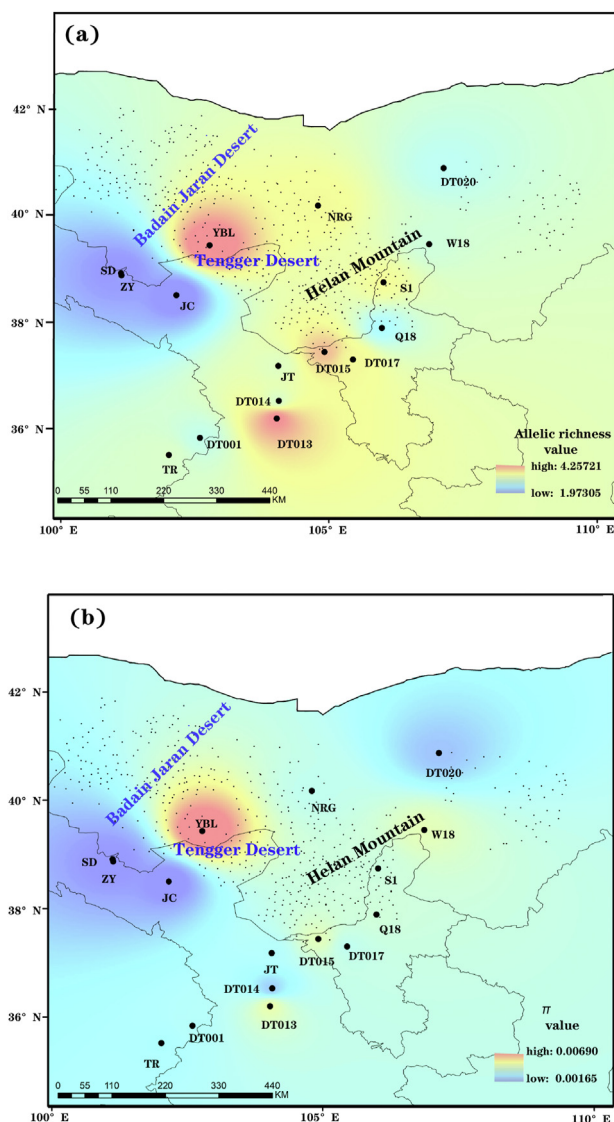 (a)
42° N
Badain Jaran Desert
DT020
40° N
NRG
YBL
W18
Tengger Desert
Helan Mountain
SD
ZY
S1
JC
38° N
Q18
DT015
DT017
JT
DT014
36° N
DT013
DT001
TR
Allelic richness
value
high: 4.25721
low: 1.97305
0 55 110 220 330 440
KM
100° E 105° E 110° E
(b)
42° N
Badain Jaran Desert
DT020
40° N
NRG
YBL
W18
Tengger Desert
Helan Mountain
SD
ZY
S1
JC
38° N
Q18
DT015
DT017
JT
DT014
36° N
DT013
DT001
TR
π
value
high: 0.00690
low: 0.00165
0 55 110 220 330 440
KM
100° E 105° E 110° E